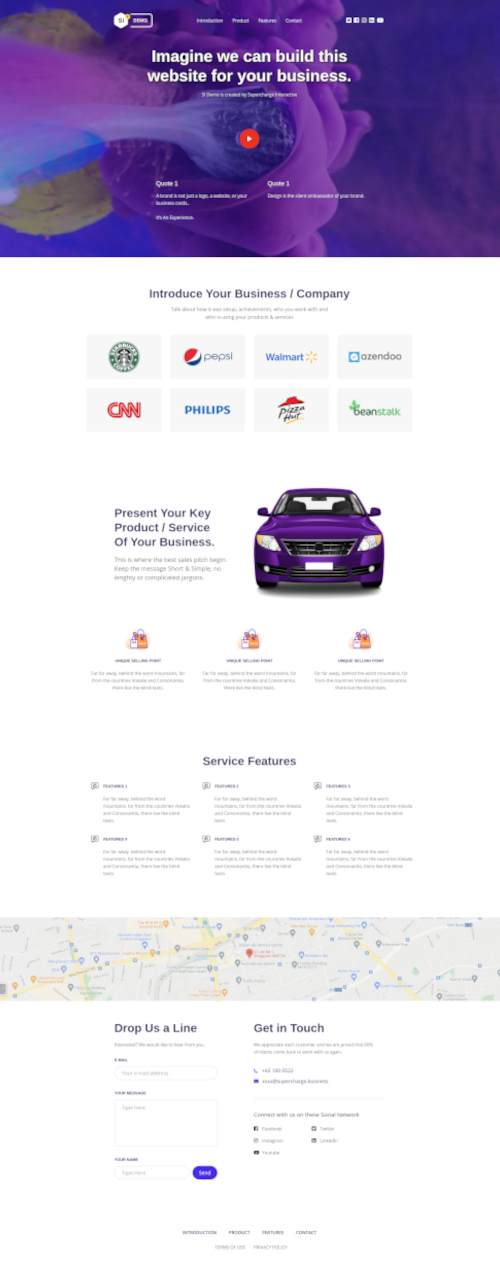 SI DEMO Introduction Product Features Contact
Imagine we can build this
website for your business.
SI Demo is created by Supercharge Interactive
Quote 1 Quote 1
A brand is not just a logo, a website, or your Design is the silent ambassador of your brand.
business cards..
It's An Experience.
Introduce Your Business / Company
Talk about how it was setup, achievements, who you work with and
who is using your products & services
STARBUCKS COFFEE pepsi Walmart azendoo
CNN PHILIPS Pizza Hut beanstalk
Present Your Key
Product / Service
Of Your Business.
This is where the best sales pitch begin.
Keep the message Short & Simple, no
lenghty or complicated jargons.
UNIQUE SELLING POINT UNIQUE SELLING POINT UNIQUE SELLING POINT
Far far away, behind the word mountains, far Far far away, behind the word mountains, far Far far away, behind the word mountains, far
from the countries Vokalia and Consonantia, from the countries Vokalia and Consonantia, from the countries Vokalia and Consonantia,
there live the blind texts. there live the blind texts. there live the blind texts.
Service Features
FEATURES 1 FEATURES 2 FEATURES 3
Far far away, behind the word Far far away, behind the word Far far away, behind the word
mountains, far from the countries Vokalia mountains, far from the countries Vokalia mountains, far from the countries Vokalia
and Consonantia, there live the blind and Consonantia, there live the blind and Consonantia, there live the blind
texts. texts. texts.
FEATURES 4 FEATURES 5 FEATURES 6
Far far away, behind the word Far far away, behind the word Far far away, behind the word
mountains, far from the countries Vokalia mountains, far from the countries Vokalia mountains, far from the countries Vokalia
and Consonantia, there live the blind and Consonantia, there live the blind and Consonantia, there live the blind
texts. texts. texts.
Drop Us a Line Get in Touch
Interested? We would like to hear from you. We appreciate each customer and we are proud that
of clients come back to work with us again.
E-MAIL
Your e-mail address
YOUR MESSAGE
Type here
Connect with us on these Social Network
Facebook Twitter
Instagram Linkedin
Youtube
YOUR NAME
Type Here Send
INTRODUCTION PRODUCT FEATURES CONTACT
TERMS OF USE PRIVACY POLICY